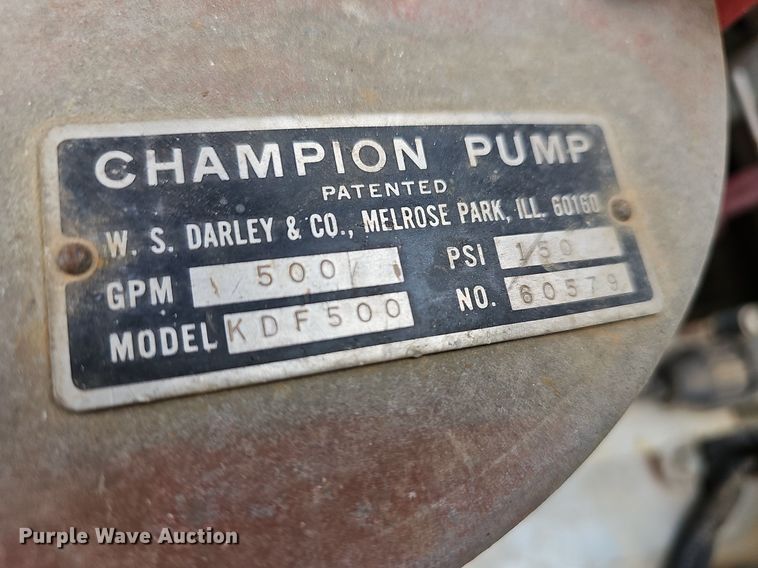 CHAMPION PUMP
PATENTED
W. S. DARLEY & CO., MELROSE PARK, ILL. 60160
GPM 500 PSI 150
MODEL KDF500 NO. 60579
Purple Wave Auction